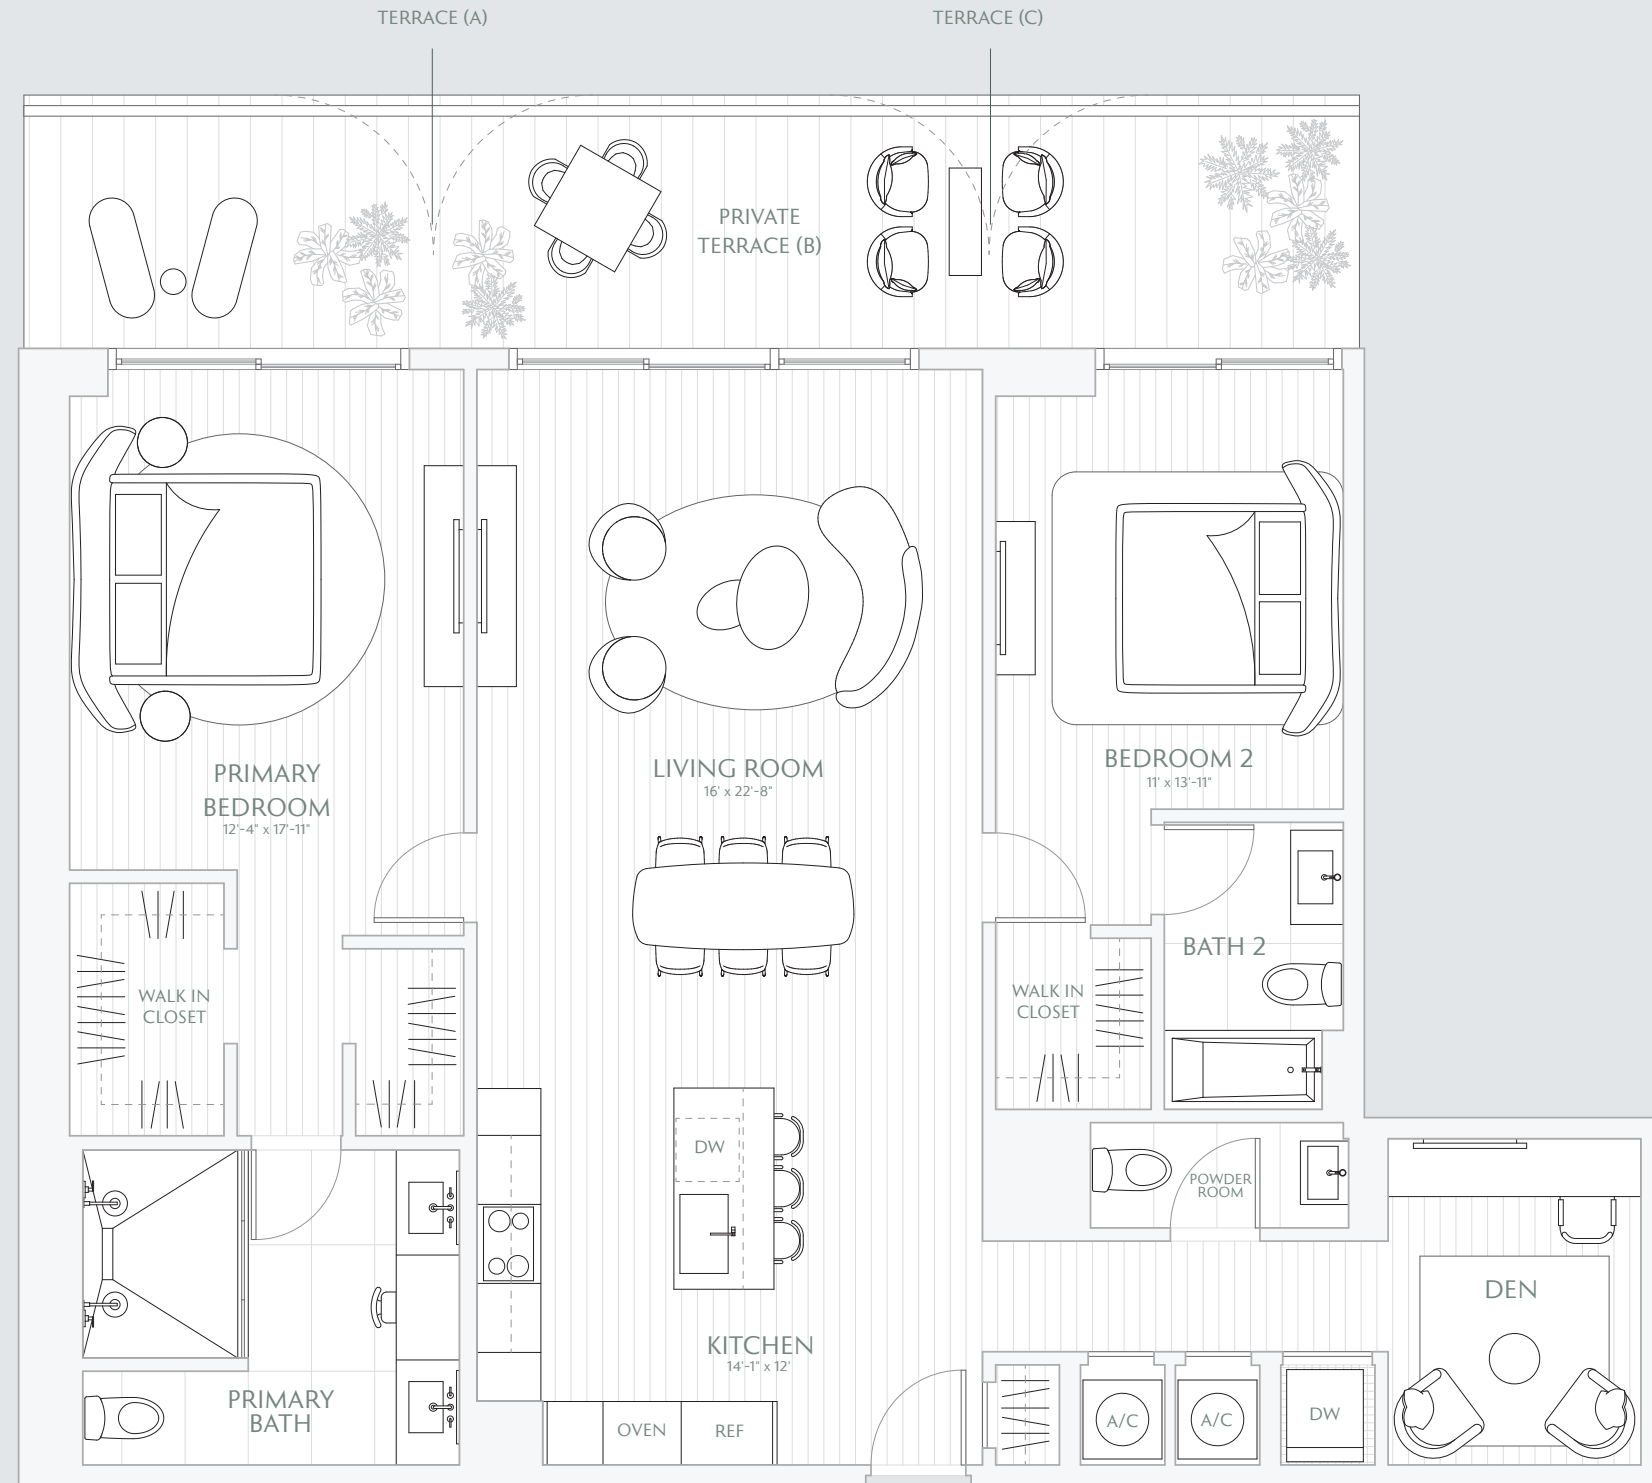 TERRACE (A)
TERRACE (C)
PRIVATE
TERRACE (B)
PRIMARY
BEDROOM
12'-4" x 17'-11"
LIVING ROOM
16' x 22'-8"
BEDROOM 2
11' x 13'-11"
BATH 2
WALK IN
CLOSET
WALK IN
CLOSET
DW
POWDER
ROOM
DEN
KITCHEN
14'-1" x 12'
PRIMARY
BATH
OVEN
REF
A/C
A/C
DW